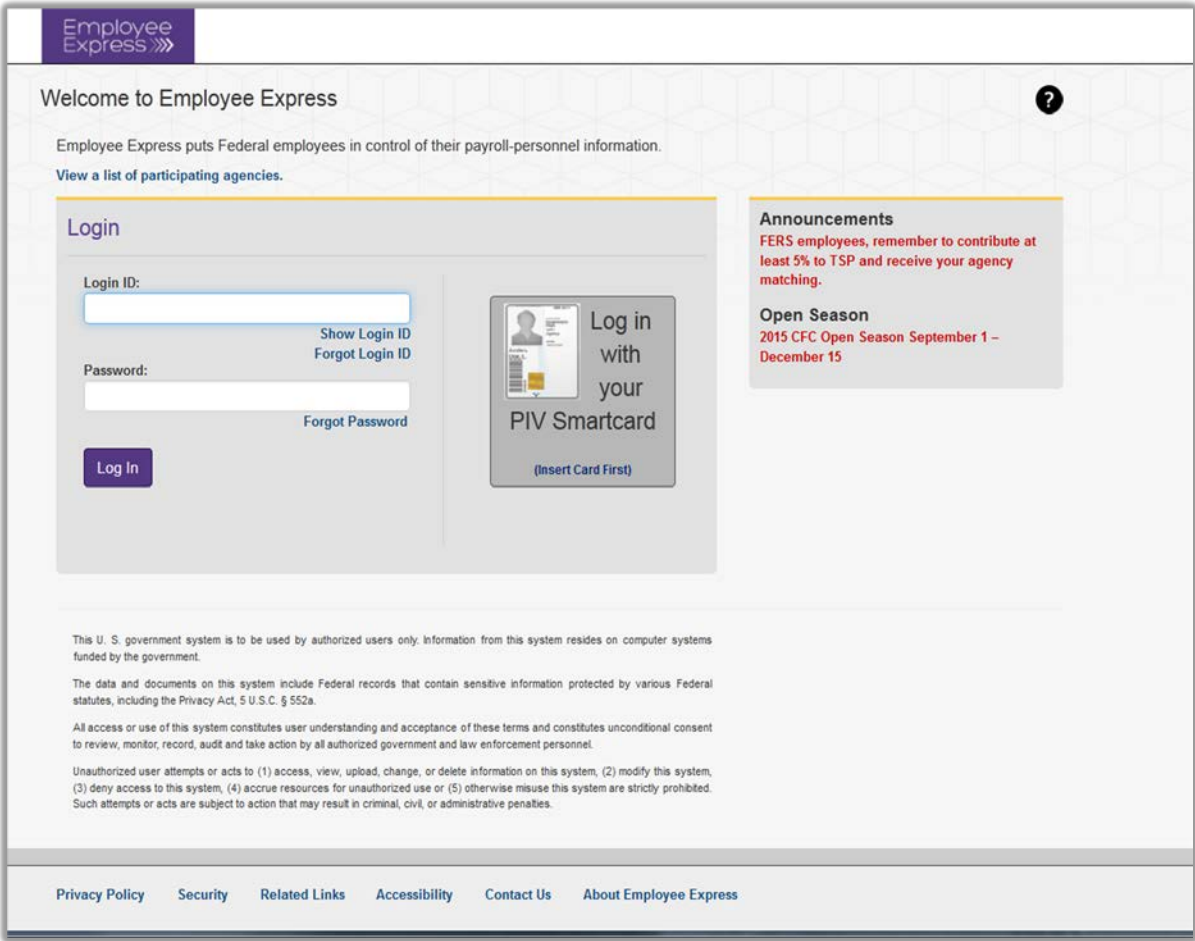 Employee
Express
Welcome to Employee Express
?
Employee Express puts Federal employees in control of their payroll-personnel information.
View a list of participating agencies.
Login
Login ID:
Show Login ID
Forgot Login ID
Password:
Forgot Password
Log In
Log in
with
your
PIV Smartcard
(Insert Card First)
Announcements
FERS employees, remember to contribute at
least 5% to TSP and receive your agency
matching.
Open Season
2015 CFC Open Season September 1 –
December 15
This U. S. government system is to be used by authorized users only. Information from this system resides on computer systems
funded by the government.
The data and documents on this system include Federal records that contain sensitive information protected by various Federal
statutes, including the Privacy Act, 5 U.S.C. § 552a.
All access or use of this system constitutes user understanding and acceptance of these terms and constitutes unconditional consent
to review, monitor, record, audit and take action by all authorized government and law enforcement personnel.
Unauthorized user attempts or acts to (1) access, view, upload, change, or delete information on this system, (2) modify this system,
(3) deny access to this system, (4) accrue resources for unauthorized use or (5) otherwise misuse this system are strictly prohibited.
Such attempts or acts are subject to action that may result in criminal, civil, or administrative penalties.
Privacy Policy Security Related Links Accessibility Contact Us About Employee Express